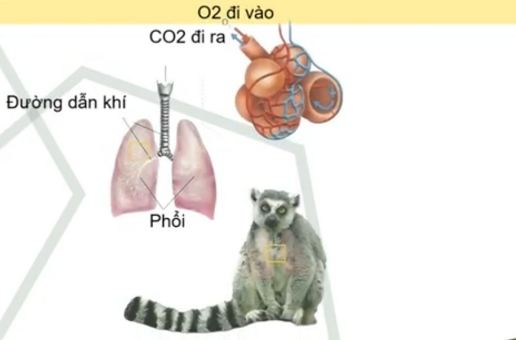 O2 đi vào
CO2 đi ra
Đường dẫn khí
Phổi